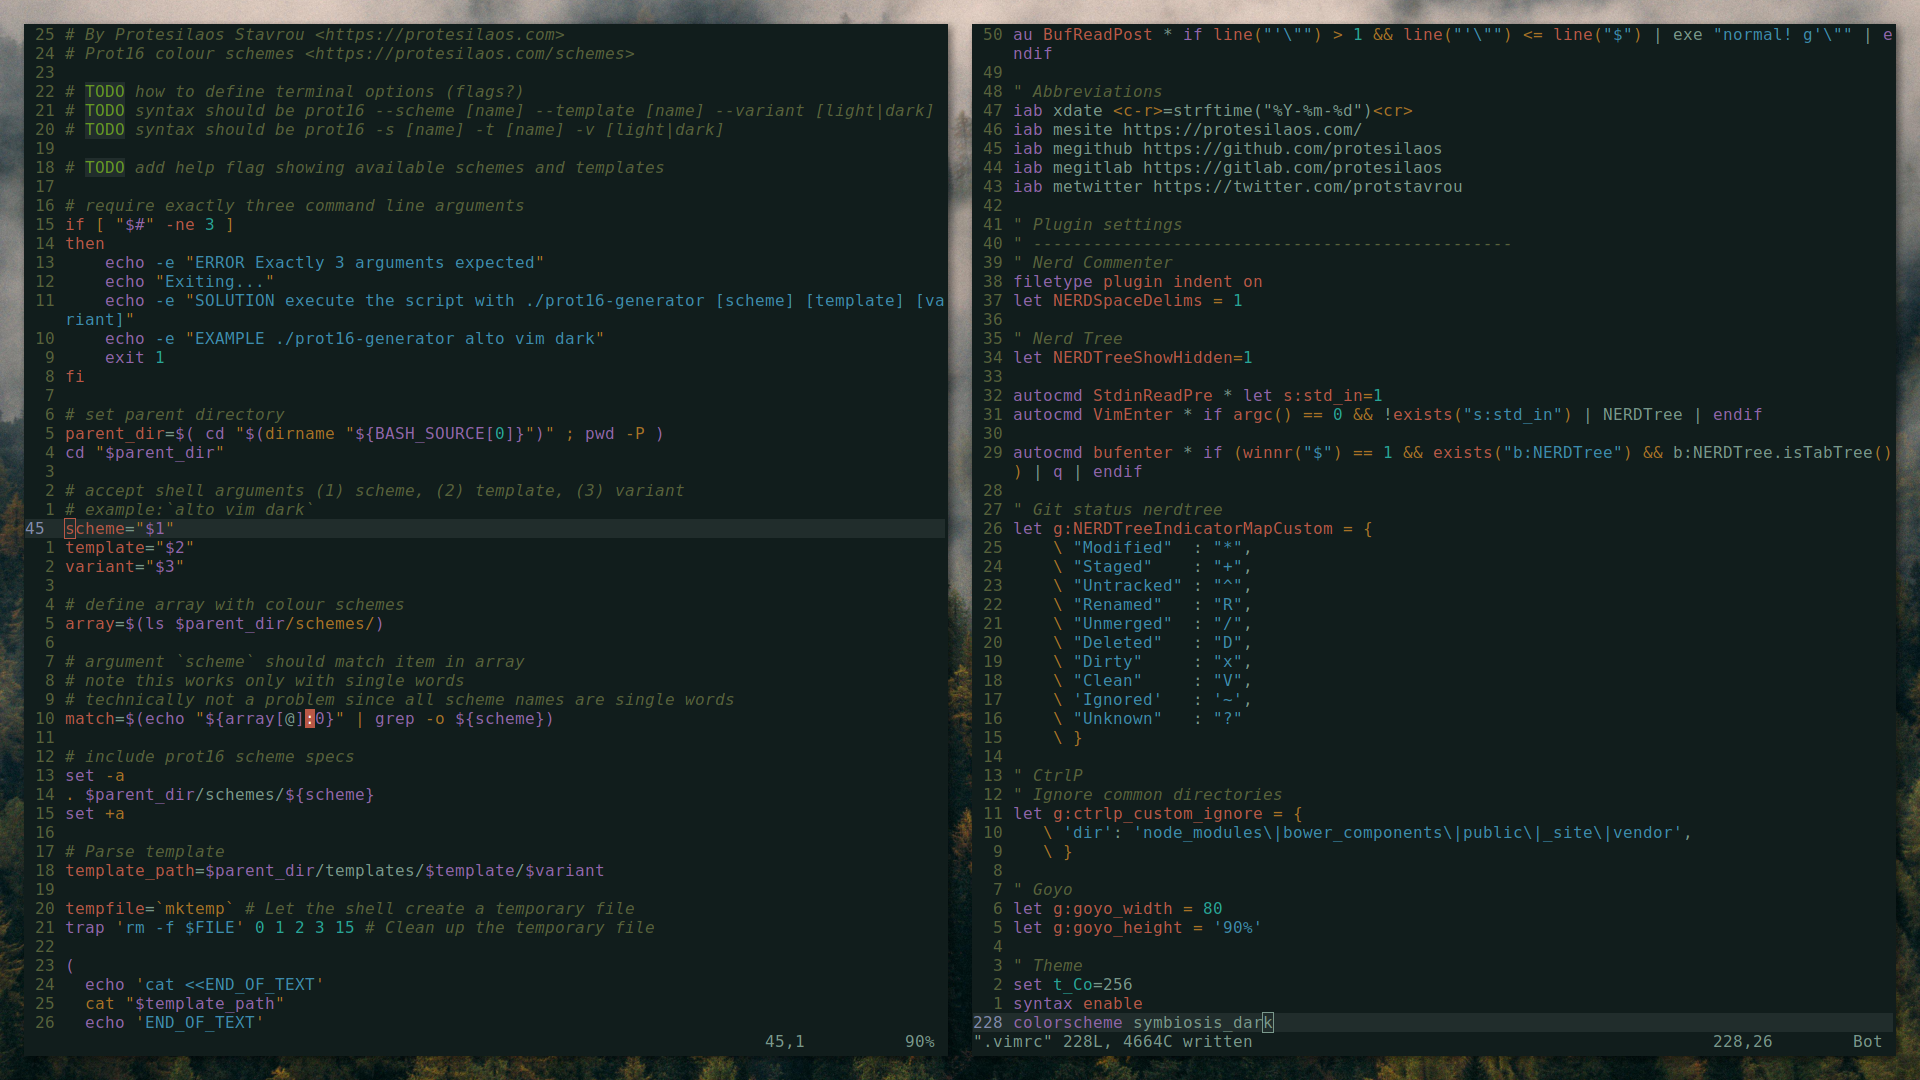 25 # By Protesilaos Stavrou <https://protesilaos.com>
24 # Prot16 colour schemes <https://protesilaos.com/schemes>
23
22 # TODO how to define terminal options (flags?)
21 # TODO syntax should be prot16 --scheme [name] --template [name] --variant [light|dark]
20 # TODO syntax should be prot16 -s [name] -t [name] -v [light|dark]
19
18 # TODO add help flag showing available schemes and templates
17
16 # require exactly three command line arguments
15 if [ "$#" -ne 3 ]
14 then
13     echo -e "ERROR Exactly 3 arguments expected"
12     echo "Exiting..."
11     echo -e "SOLUTION execute the script with ./prot16-generator [scheme] [template] [va
riant]"
10     echo -e "EXAMPLE ./prot16-generator alto vim dark"
9     exit 1
8 fi
7
6 # set parent directory
5 parent_dir=$( cd "$(dirname "${BASH_SOURCE[0]}")" ; pwd -P )
4 cd "$parent_dir"
3
2 # accept shell arguments (1) scheme, (2) template, (3) variant
1 # example:`alto vim dark`
45 scheme="$1"
1 template="$2"
2 variant="$3"
3
4 # define array with colour schemes
5 array=$(ls $parent_dir/schemes/)
6
7 # argument `scheme` should match item in array
8 # note this works only with single words
9 # technically not a problem since all scheme names are single words
10 match=$(echo "${array[@]:0}" | grep -o ${scheme})
11
12 # include prot16 scheme specs
13 set -a
14 . $parent_dir/schemes/${scheme}
15 set +a
16
17 # Parse template
18 template_path=$parent_dir/templates/$template/$variant
19
20 tempfile=`mktemp` # Let the shell create a temporary file
21 trap 'rm -f $FILE' 0 1 2 3 15 # Clean up the temporary file
22
23 (
24   echo 'cat <<END_OF_TEXT'
25   cat "$template_path"
26   echo 'END_OF_TEXT'
45,1 90%
50 au BufReadPost * if line("'\"") > 1 && line("'\"") <= line("$") | exe "normal! g'\"" | e
ndif
49
48 " Abbreviations
47 iab xdate <c-r>=strftime("%Y-%m-%d")<cr>
46 iab mesite https://protesilaos.com/
45 iab megithub https://github.com/protesilaos
44 iab megitlab https://gitlab.com/protesilaos
43 iab metwitter https://twitter.com/protstavrou
42
41 " Plugin settings
40 " ------------------------------------------------
39 " Nerd Commenter
38 filetype plugin indent on
37 let NERDSpaceDelims = 1
36
35 " Nerd Tree
34 let NERDTreeShowHidden=1
33
32 autocmd StdinReadPre * let s:std_in=1
31 autocmd VimEnter * if argc() == 0 && !exists("s:std_in") | NERDTree | endif
30
29 autocmd bufenter * if (winnr("$") == 1 && exists("b:NERDTree") && b:NERDTree.isTabTree()
) | q | endif
28
27 " Git status nerdtree
26 let g:NERDTreeIndicatorMapCustom = {
25     \ "Modified"  : "*",
24     \ "Staged"    : "+",
23     \ "Untracked" : "^",
22     \ "Renamed"   : "R",
21     \ "Unmerged"  : "/",
20     \ "Deleted"   : "D",
19     \ "Dirty"     : "x",
18     \ "Clean"     : "V",
17     \ 'Ignored'   : '~',
16     \ "Unknown"   : "?"
15     \ }
14
13 " CtrlP
12 " Ignore common directories
11 let g:ctrlp_custom_ignore = {
10    \ 'dir': 'node_modules\|bower_components\|public\|_site\|vendor',
9    \ }
8
7 " Goyo
6 let g:goyo_width = 80
5 let g:goyo_height = '90%'
4
3 " Theme
2 set t_Co=256
1 syntax enable
228 colorscheme symbiosis_dark
".vimrc" 228L, 4664C written 228,26 Bot